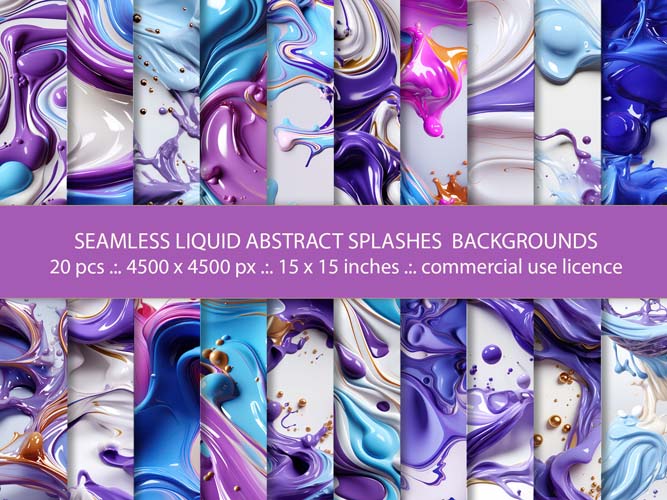 SEAMLESS LIQUID ABSTRACT SPLASHES BACKGROUNDS
20 pcs .:. 4500 x 4500 px .:. 15 x 15 inches .:. commercial use licence